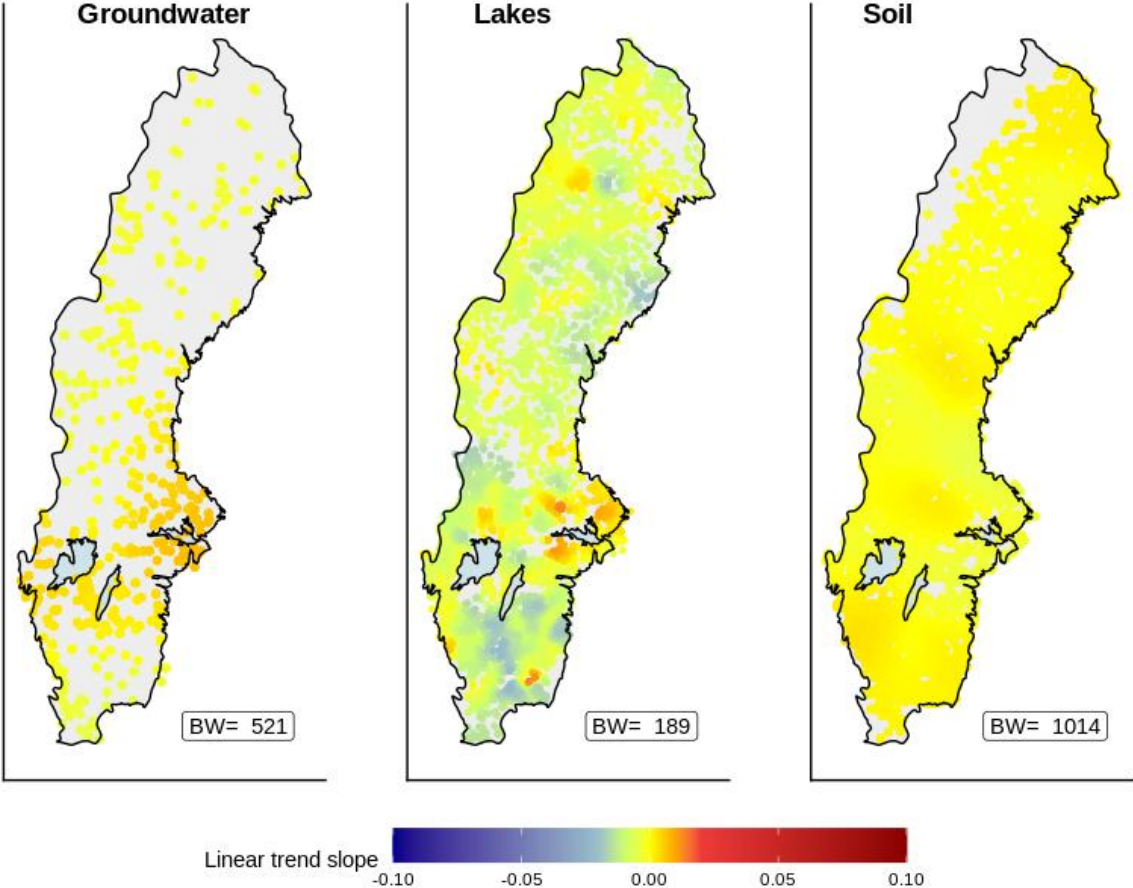 Groundwater
Lakes
Soil
BW= 521
BW= 189
BW= 1014
Linear trend slope
-0.10
-0.05
0.00
0.05
0.10